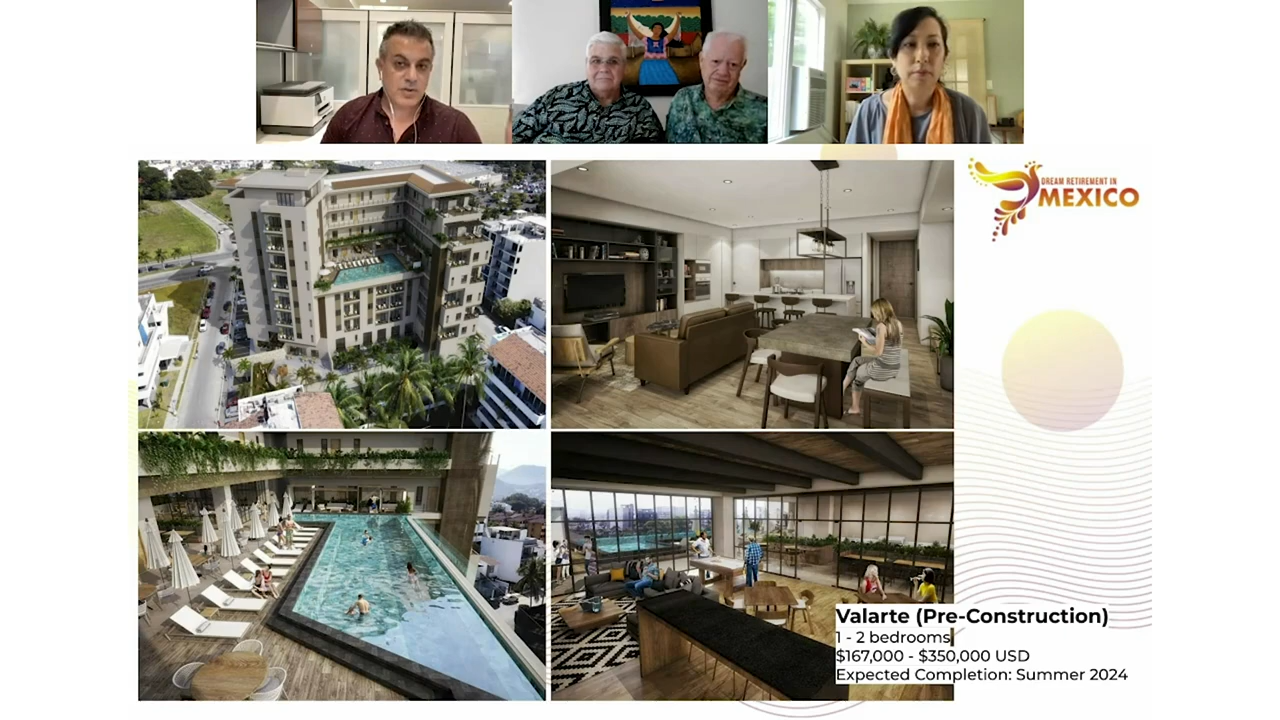 DREAM RETIREMENT IN
MEXICO
Valarte (Pre-Construction)
1 - 2 bedrooms
$167,000 - $350,000 USD
Expected Completion: Summer 2024